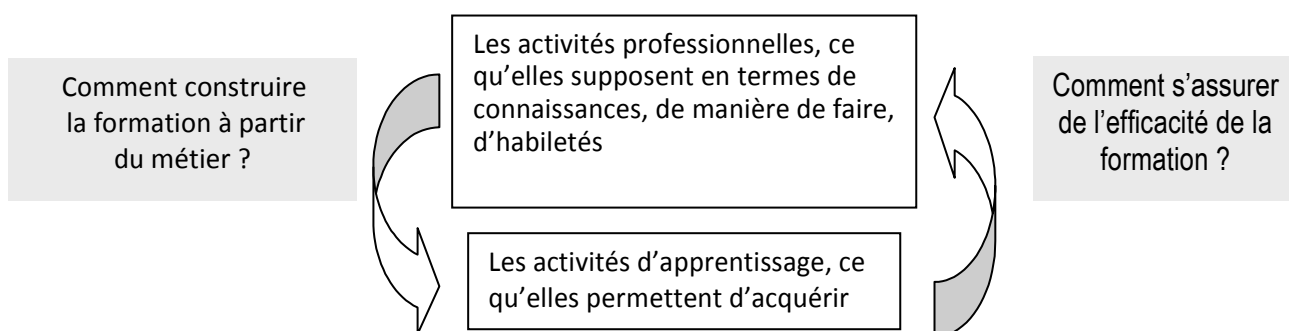 Comment construire
la formation à partir
du métier ?
Les activités professionnelles, ce
qu’elles supposent en termes de
connaissances, de manière de faire,
d’habiletés
Comment s’assurer
de l’efficacité de la
formation ?
Les activités d’apprentissage, ce
qu’elles permettent d’acquérir